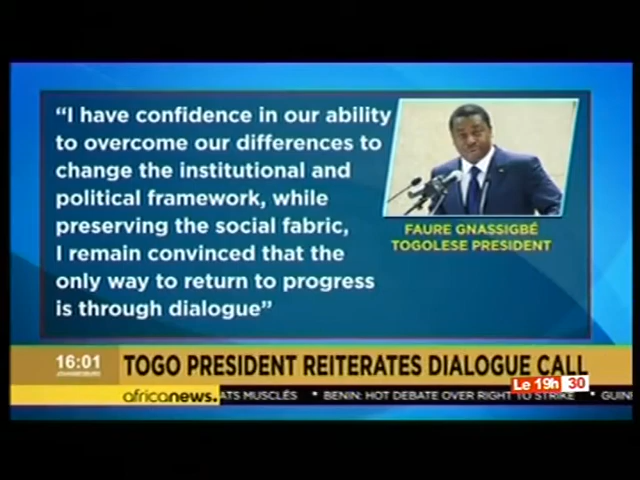 “I have confidence in our ability
to overcome our differences to
change the institutional and
political framework, while
preserving the social fabric,
I remain convinced that the
only way to return to progress
is through dialogue”
FAURE GNASSIGBÉ
TOGOLESE PRESIDENT
16:01
JOHANNESBURG
TOGO PRESIDENT REITERATES DIALOGUE CALL
Le 19h 30
africanews.
ATS MUSCLÉS * BENIN: HOT DEBATE OVER RIGHT TO STRIKE * GUIN